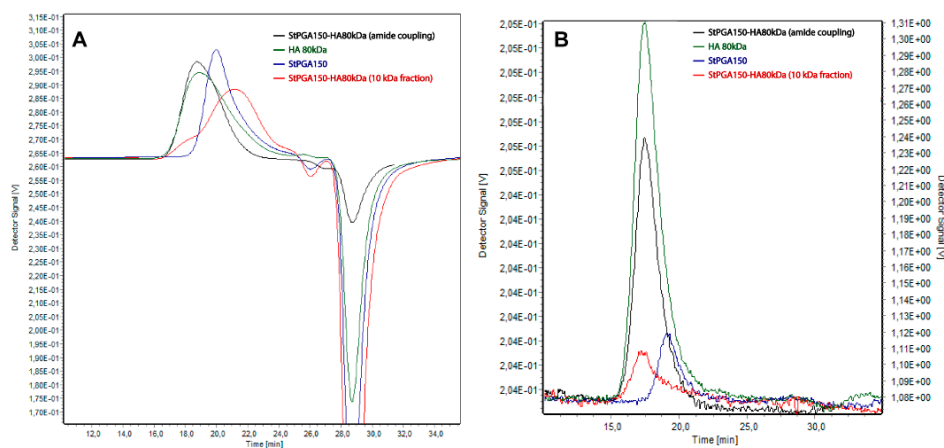 A
StPGA150-HA80kDa (amide coupling)
HA 80kDa
StPGA150
StPGA150-HA80kDa (10 kDa fraction)
Detector Signal [V]
3,15E-01
3,10E-01
3,05E-01
3,00E-01
2,95E-01
2,90E-01
2,85E-01
2,80E-01
2,75E-01
2,70E-01
2,65E-01
2,60E-01
2,55E-01
2,50E-01
2,45E-01
2,40E-01
2,35E-01
2,30E-01
2,25E-01
2,20E-01
2,15E-01
2,10E-01
2,05E-01
2,00E-01
1,95E-01
1,90E-01
1,85E-01
1,80E-01
1,75E-01
1,70E-01
10,0 12,0 14,0 16,0 18,0 20,0 22,0 24,0 26,0 28,0 30,0 32,0 34,0
Time [min]
B
StPGA150-HA80kDa (amide coupling)
HA 80kDa
StPGA150
StPGA150-HA80kDa (10 kDa fraction)
Detector Signal [V]
2,05E-01
2,05E-01
2,05E-01
2,05E-01
2,05E-01
2,05E-01
2,04E-01
2,04E-01
2,04E-01
2,04E-01
2,04E-01
2,04E-01
2,04E-01
2,04E-01
2,04E-01
1,31E+00
1,30E+00
1,29E+00
1,28E+00
1,27E+00
1,26E+00
1,25E+00
1,24E+00
1,23E+00
1,22E+00
1,21E+00
1,20E+00
1,19E+00
1,18E+00
1,17E+00
1,16E+00
1,15E+00
1,14E+00
1,13E+00
1,12E+00
1,11E+00
1,10E+00
1,09E+00
1,08E+00
Detector Signal [V]
15,0 20,0 25,0 30,0
Time [min]